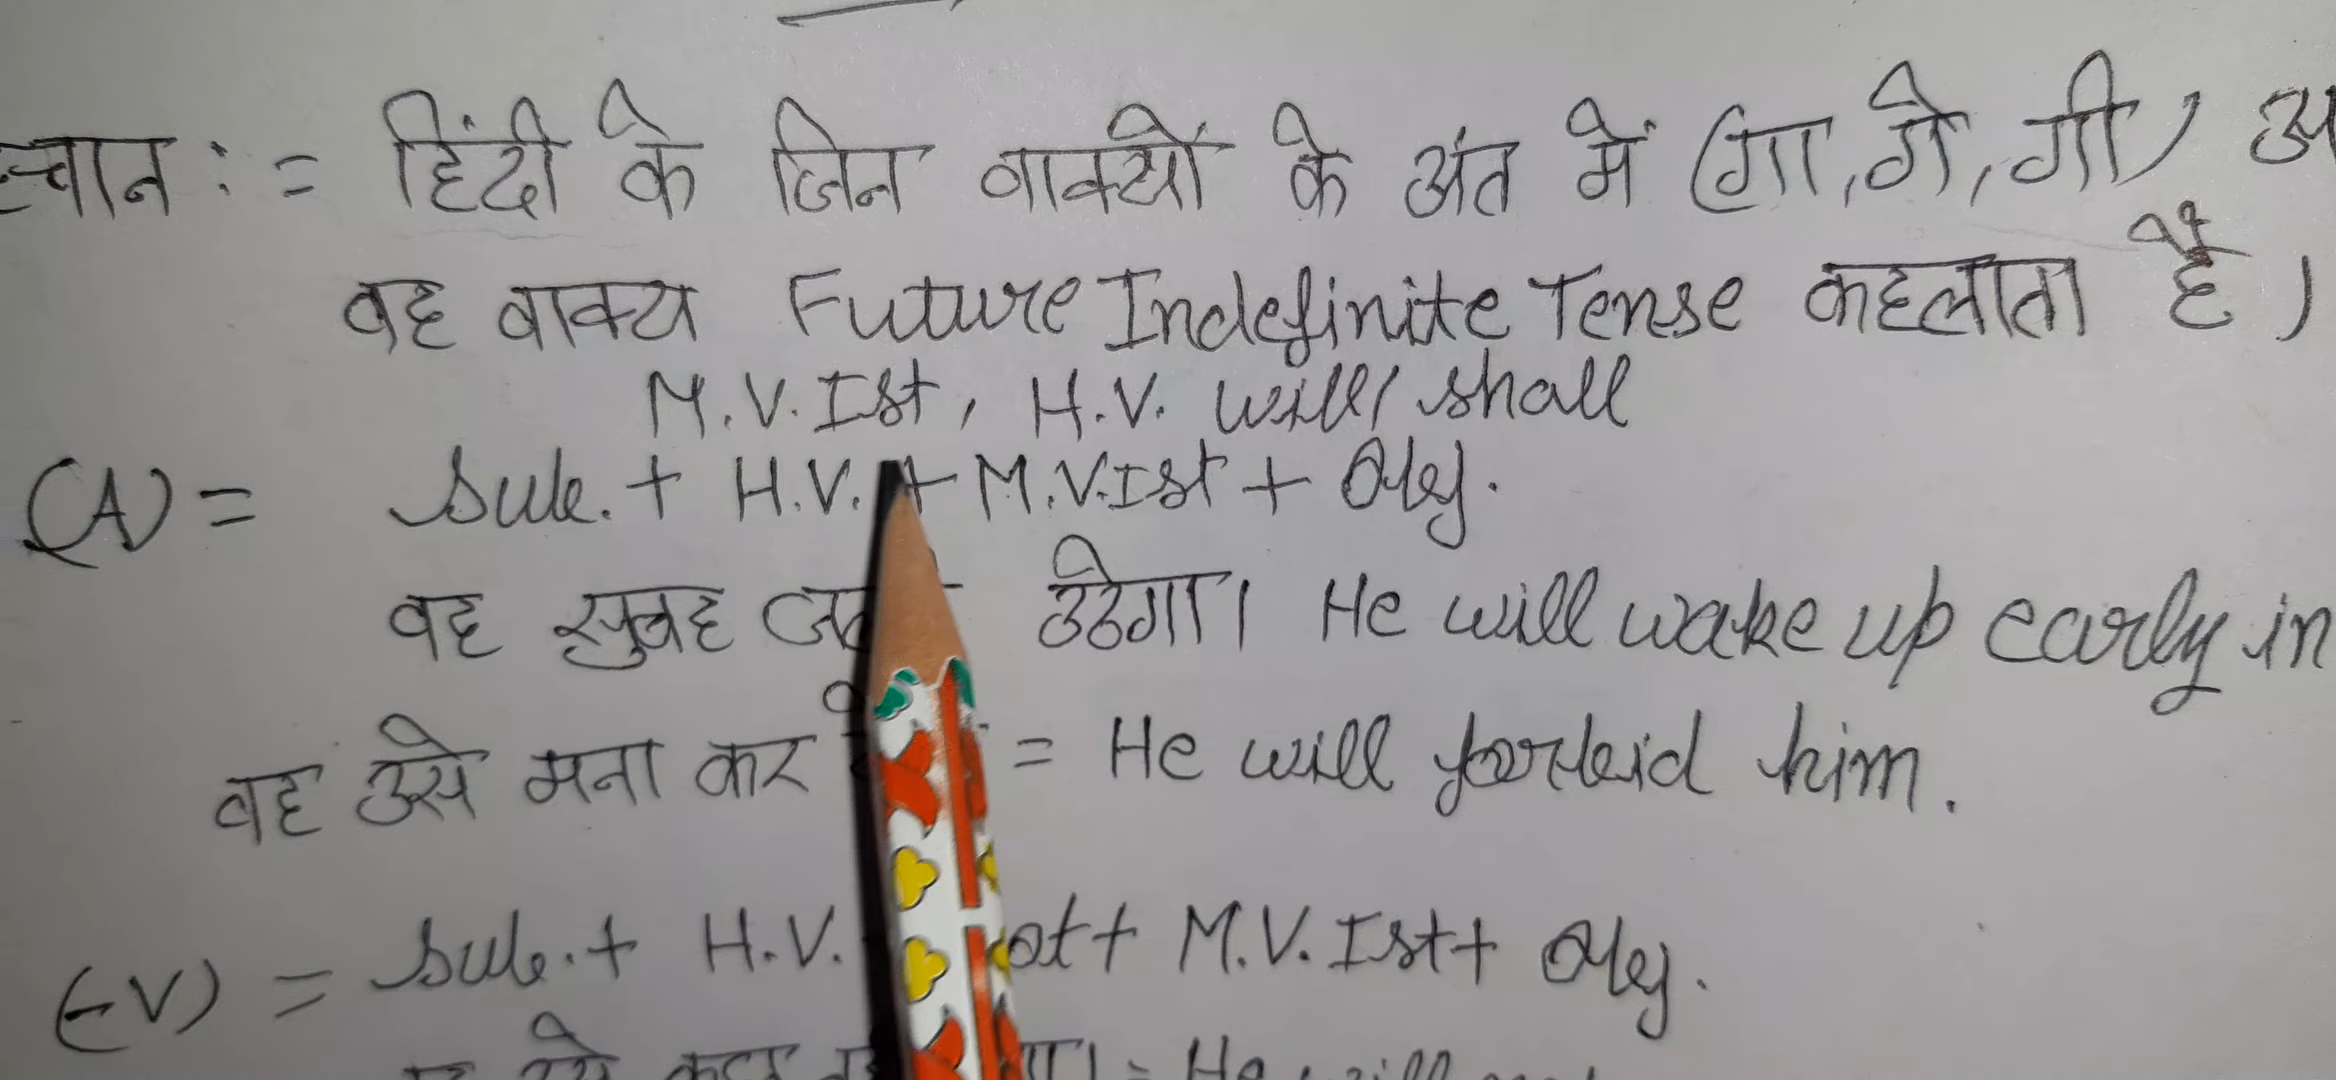 हिंदी के जिन वाक्यों के अंत में (गा, गे, गी)
वह वाक्य Future Indefinite Tense कहलाता है।
M.V.Ist, H.V. will/shall
(A) = sub. + H.V. + M.V.Ist + Obj.
वह सुबह उठेगा। He will wake up early in
वह उसे मना कर = He will forbid him.
(-V) = sub. + H.V. + M.V. Ist + Obj.